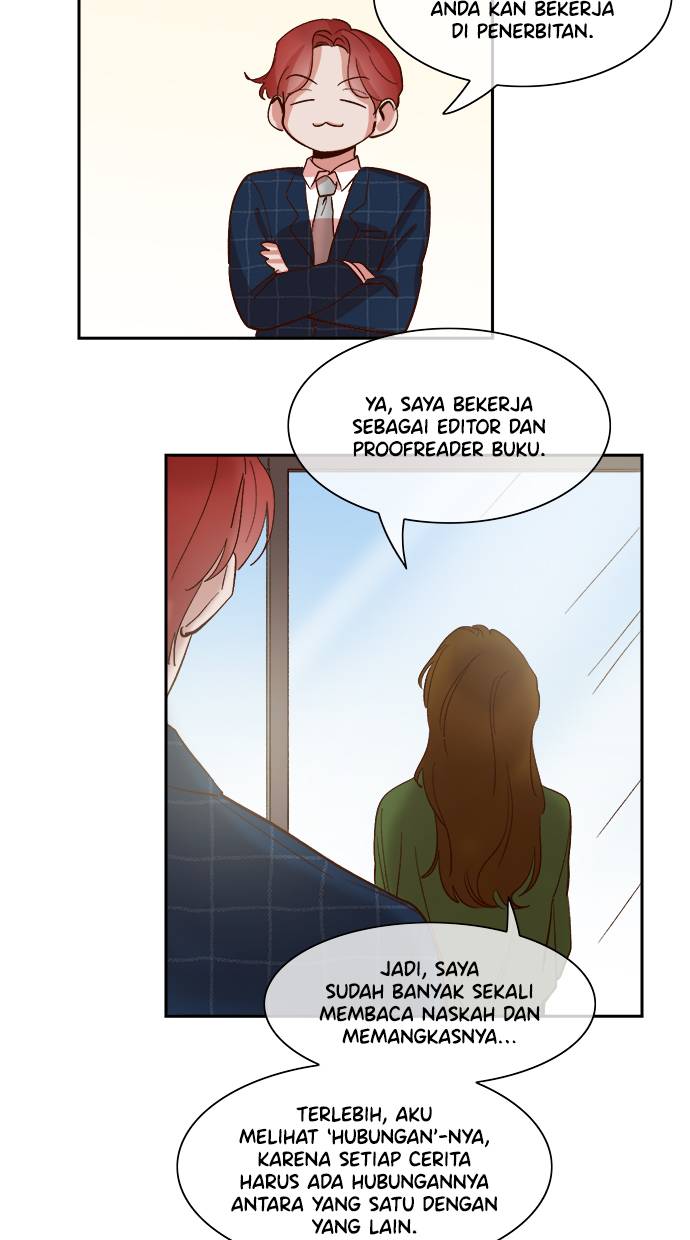 ANDA KAN BEKERJA
DI PENERBITAN.
YA, SAYA BEKERJA
SEBAGAI EDITOR DAN
PROOFREADER BUKU.
JADI, SAYA
SUDAH BANYAK SEKALI
MEMBACA NASKAH DAN
MEMANGKASNYA...
TERLEBIH, AKU
MELIHAT ‘HUBUNGAN’-NYA,
KARENA SETIAP CERITA
HARUS ADA HUBUNGANNYA
ANTARA YANG SATU DENGAN
YANG LAIN.